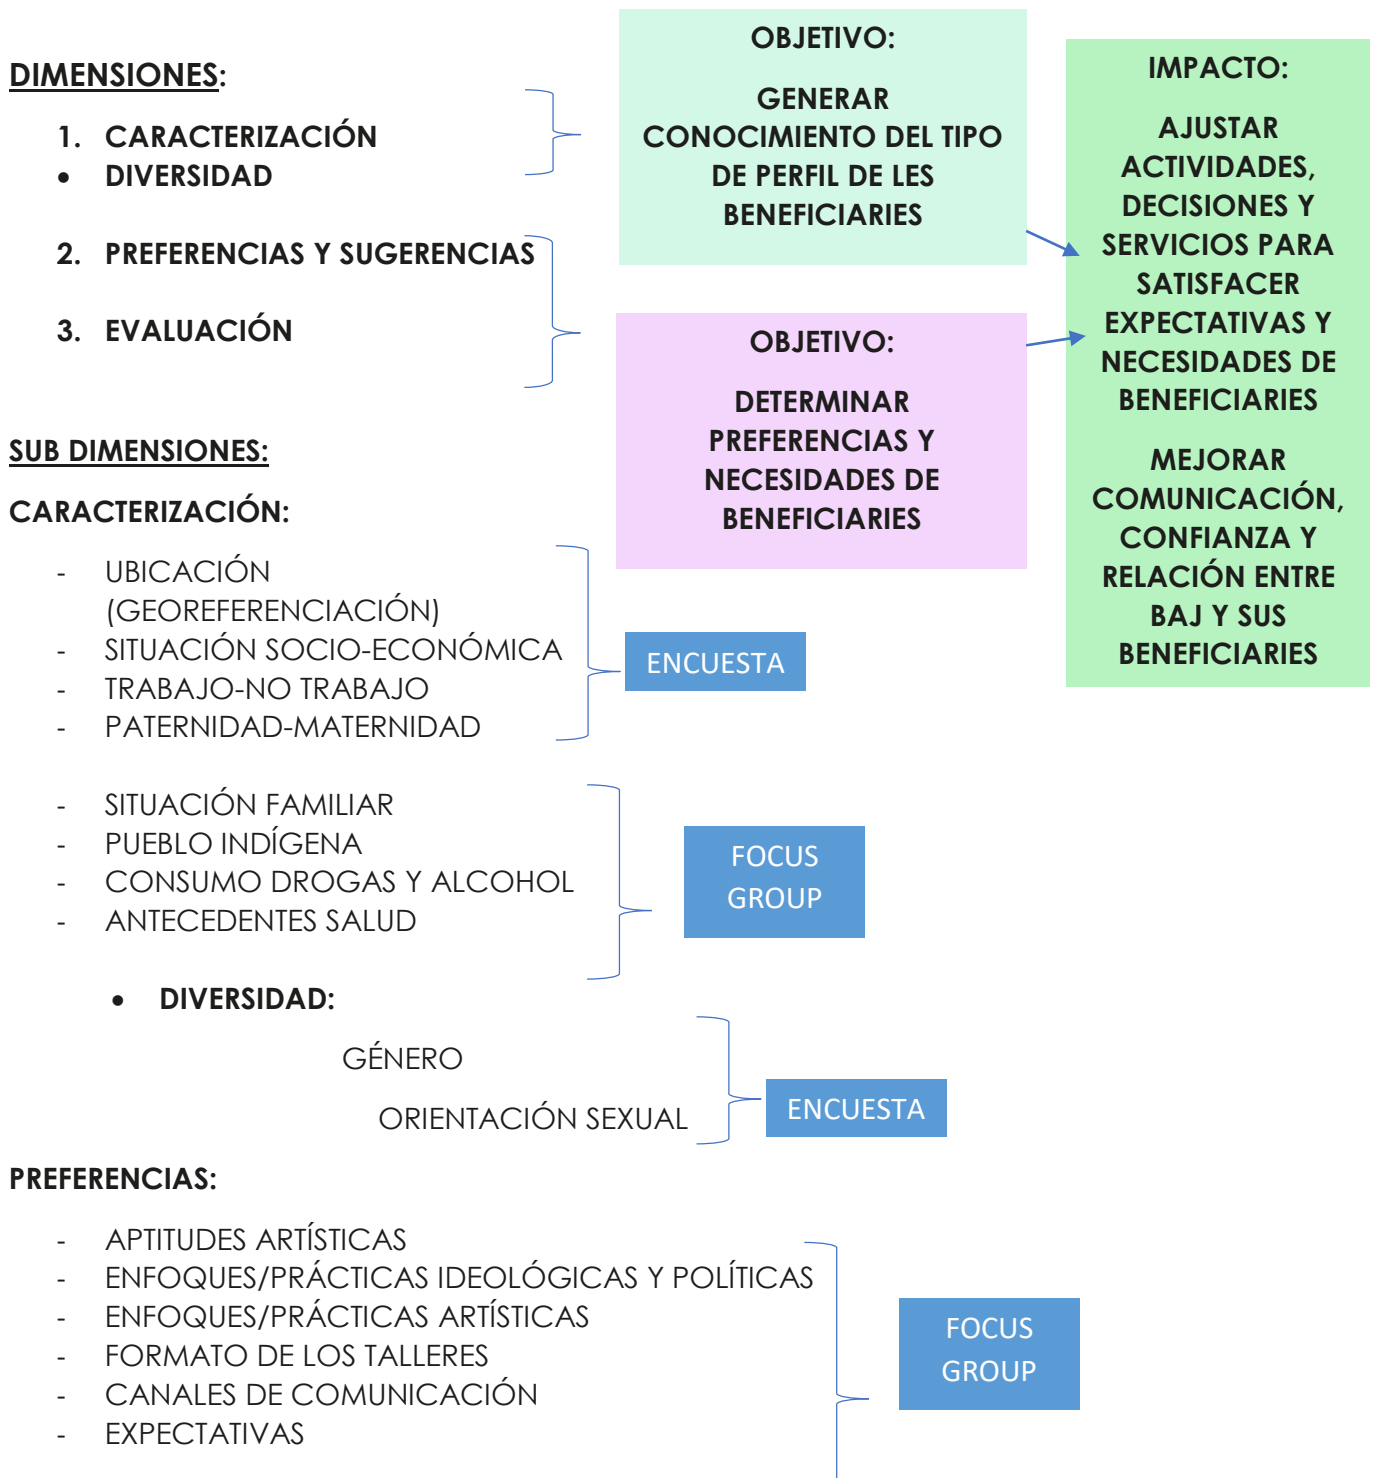 DIMENSIONES:
1. CARACTERIZACIÓN
• DIVERSIDAD
2. PREFERENCIAS Y SUGERENCIAS
3. EVALUACIÓN
OBJETIVO:
GENERAR
CONOCIMIENTO DEL TIPO
DE PERFIL DE LES
BENEFICIARIES
OBJETIVO:
DETERMINAR
PREFERENCIAS Y
NECESIDADES DE
BENEFICIARIES
IMPACTO:
AJUSTAR
ACTIVIDADES,
DECISIONES Y
SERVICIOS PARA
SATISFACER
EXPECTATIVAS Y
NECESIDADES DE
BENEFICIARIES
MEJORAR
COMUNICACIÓN,
CONFIANZA Y
RELACIÓN ENTRE
BAJ Y SUS
BENEFICIARIES
SUB DIMENSIONES:
CARACTERIZACIÓN:
- UBICACIÓN
(GEOREFERENCIACIÓN)
- SITUACIÓN SOCIO-ECONÓMICA
- TRABAJO-NO TRABAJO
- PATERNIDAD-MATERNIDAD
ENCUESTA
- SITUACIÓN FAMILIAR
- PUEBLO INDÍGENA
- CONSUMO DROGAS Y ALCOHOL
- ANTECEDENTES SALUD
FOCUS
GROUP
• DIVERSIDAD:
GÉNERO
ORIENTACIÓN SEXUAL
ENCUESTA
PREFERENCIAS:
- APTITUDES ARTÍSTICAS
- ENFOQUES/PRÁCTICAS IDEOLÓGICAS Y POLÍTICAS
- ENFOQUES/PRÁCTICAS ARTÍSTICAS
- FORMATO DE LOS TALLERES
- CANALES DE COMUNICACIÓN
- EXPECTATIVAS
FOCUS
GROUP